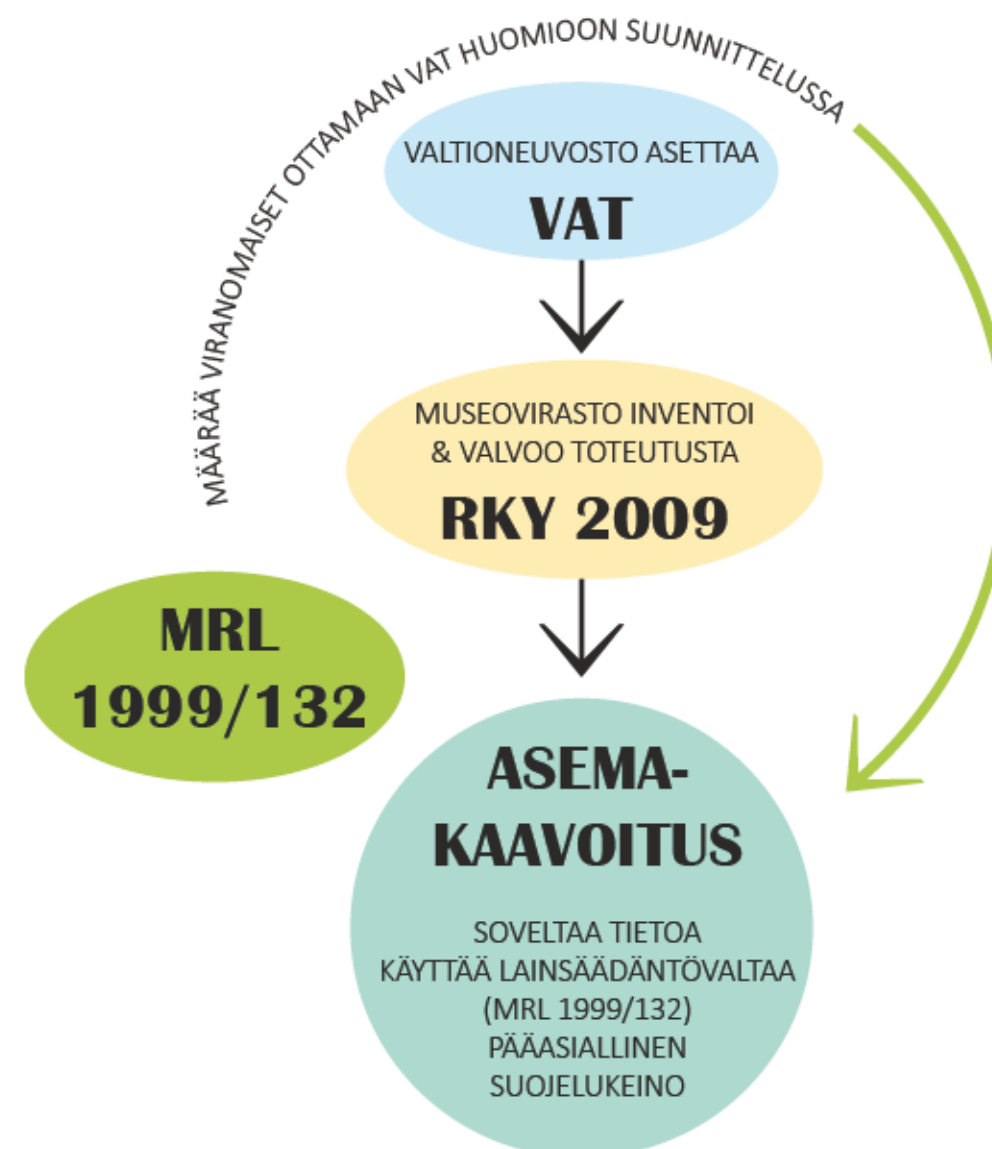 MÄÄRÄÄ VIRANOMAISET OTTAMAAN VAT HUOMIOON SUUNNITTELUSSA
VALTIONEUVOSTO ASETTAA
VAT
MUSEOVIRASTO INVENTOI
& VALVOO TOTEUTUSTA
RKY 2009
MRL
1999/132
ASEMA-
KAAVOITUS
SOVELTAA TIETOA
KÄYTTÄÄ LAINSÄÄDÄNTÖVALTAA
(MRL 1999/132)
PÄÄASIALLINEN
SUOJELUKEINO